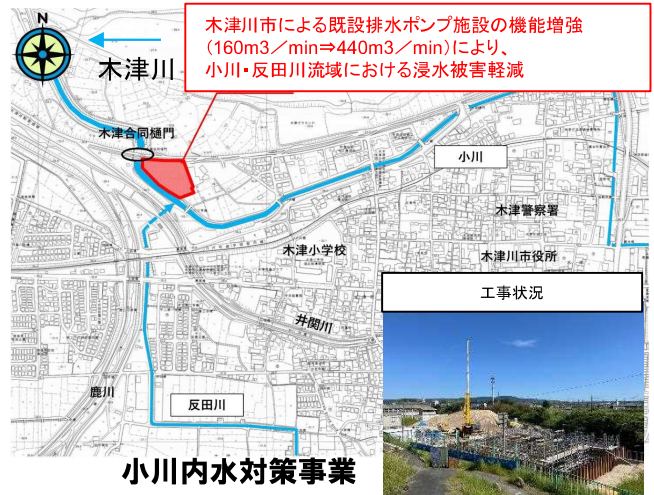 N
木津川市による既設排水ポンプ施設の機能増強
(160m3／min⇒440m3／min)により、
小川・反田川流域における浸水被害軽減
木津川
木津合同樋門
小川
木津警察署
木津小学校
木津川市役所
工事状況
井関川
鹿川
反田川
小川内水対策事業